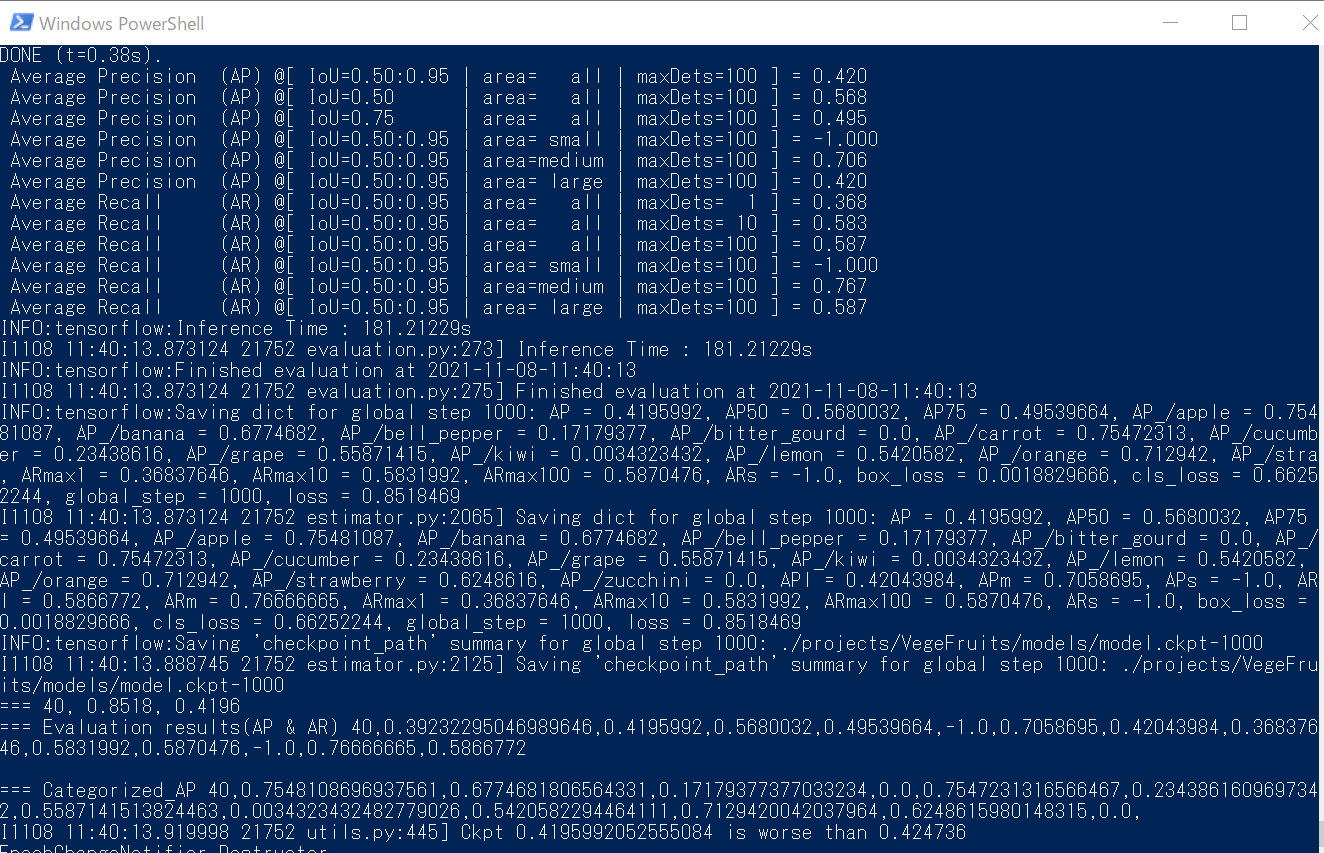 Windows PowerShell
DONE (t=0.38s).
Average Precision (AP) @[ IoU=0.50:0.95 | area= all | maxDets=100 ] = 0.420
Average Precision (AP) @[ IoU=0.50 | area= all | maxDets=100 ] = 0.568
Average Precision (AP) @[ IoU=0.75 | area= all | maxDets=100 ] = 0.495
Average Precision (AP) @[ IoU=0.50:0.95 | area= small | maxDets=100 ] = -1.000
Average Precision (AP) @[ IoU=0.50:0.95 | area=medium | maxDets=100 ] = 0.706
Average Precision (AP) @[ IoU=0.50:0.95 | area= large | maxDets=100 ] = 0.420
Average Recall (AR) @[ IoU=0.50:0.95 | area= all | maxDets= 1 ] = 0.368
Average Recall (AR) @[ IoU=0.50:0.95 | area= all | maxDets= 10 ] = 0.583
Average Recall (AR) @[ IoU=0.50:0.95 | area= all | maxDets=100 ] = 0.587
Average Recall (AR) @[ IoU=0.50:0.95 | area= small | maxDets=100 ] = -1.000
Average Recall (AR) @[ IoU=0.50:0.95 | area=medium | maxDets=100 ] = 0.767
Average Recall (AR) @[ IoU=0.50:0.95 | area= large | maxDets=100 ] = 0.587
INFO:tensorflow:Inference Time : 181.21229s
I1108 11:40:13.873124 21752 evaluation.py:273] Inference Time : 181.21229s
INFO:tensorflow:Finished evaluation at 2021-11-08-11:40:13
I1108 11:40:13.873124 21752 evaluation.py:275] Finished evaluation at 2021-11-08-11:40:13
INFO:tensorflow:Saving dict for global step 1000: AP = 0.4195992, AP50 = 0.5680032, AP75 = 0.49539664, AP_/apple = 0.754
81087, AP_/banana = 0.6774682, AP_/bell_pepper = 0.17179377, AP_/bitter_gourd = 0.0, AP_/carrot = 0.75472313, AP_/cucumb
er = 0.23438616, AP_/grape = 0.55871415, AP_/kiwi = 0.0034323432, AP_/lemon = 0.5420582, AP_/orange = 0.712942, AP_/stra
, ARmax1 = 0.36837646, ARmax10 = 0.5831992, ARmax100 = 0.5870476, ARs = -1.0, box_loss = 0.0018829666, cls_loss = 0.6625
2244, global_step = 1000, loss = 0.8518469
I1108 11:40:13.873124 21752 estimator.py:2065] Saving dict for global step 1000: AP = 0.4195992, AP50 = 0.5680032, AP75
= 0.49539664, AP_/apple = 0.75481087, AP_/banana = 0.6774682, AP_/bell_pepper = 0.17179377, AP_/bitter_gourd = 0.0, AP_/
carrot = 0.75472313, AP_/cucumber = 0.23438616, AP_/grape = 0.55871415, AP_/kiwi = 0.0034323432, AP_/lemon = 0.5420582,
AP_/orange = 0.712942, AP_/strawberry = 0.6248616, AP_/zucchini = 0.0, APl = 0.42043984, APm = 0.7058695, APs = -1.0, AR
l = 0.5866772, ARm = 0.76666665, ARmax1 = 0.36837646, ARmax10 = 0.5831992, ARmax100 = 0.5870476, ARs = -1.0, box_loss =
0.0018829666, cls_loss = 0.66252244, global_step = 1000, loss = 0.8518469
INFO:tensorflow:Saving 'checkpoint_path' summary for global step 1000: ./projects/VegeFruits/models/model.ckpt-1000
I1108 11:40:13.888745 21752 estimator.py:2125] Saving 'checkpoint_path' summary for global step 1000: ./projects/VegeFru
its/models/model.ckpt-1000
=== 40, 0.8518, 0.4196
=== Evaluation results(AP & AR) 40,0.39232295046989646,0.4195992,0.5680032,0.49539664,-1.0,0.7058695,0.42043984,0.368376
46,0.5831992,0.5870476,-1.0,0.76666665,0.5866772
=== Categorized_AP 40,0.7548108696937561,0.6774681806564331,0.17179377377033234,0.0,0.7547231316566467,0.234386160969734
2,0.5587141513824463,0.0034323432482779026,0.5420582294464111,0.7129420042037964,0.6248615980148315,0.0,
I1108 11:40:13.919998 21752 utils.py:445] Ckpt 0.4195992052555084 is worse than 0.424736
EpochChangeNotifier Destructor